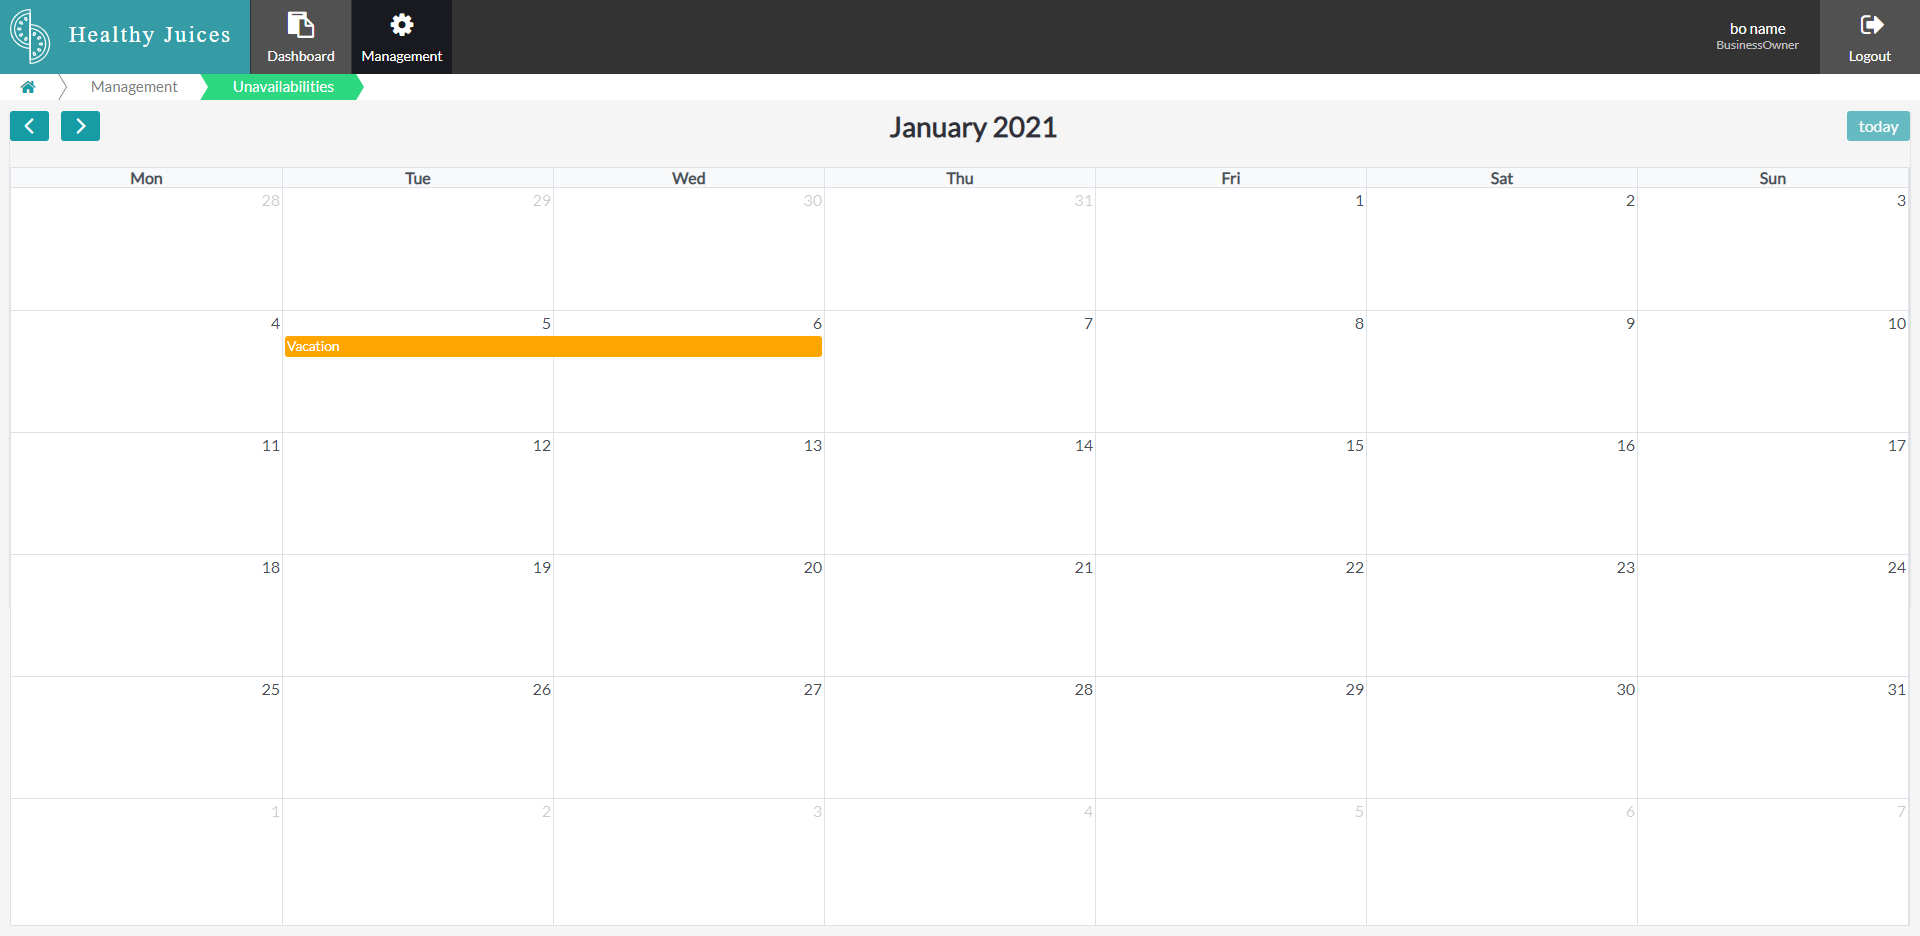 Healthy Juices
Dashboard
Management
bo name
BusinessOwner
Logout
Management
Unavailabilities
January 2021
today
Mon Tue Wed Thu Fri Sat Sun
28 29 30 31 1 2 3
4 5 6 7 8 9 10
Vacation
11 12 13 14 15 16 17
18 19 20 21 22 23 24
25 26 27 28 29 30 31
1 2 3 4 5 6 7